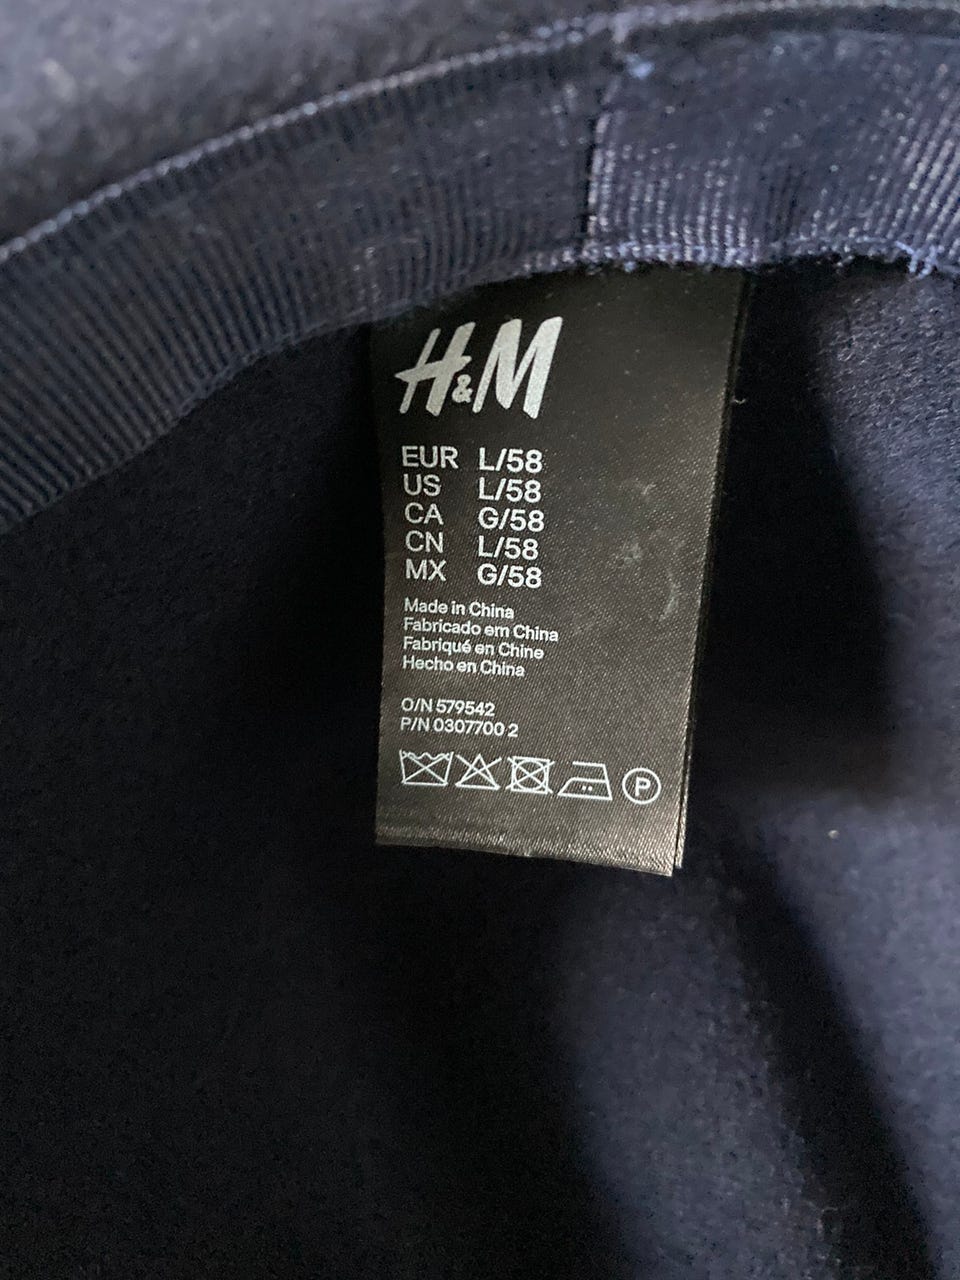 H&M
EUR L/58
US L/58
CA G/58
CN L/58
MX G/58
Made in China
Fabricado em China
Fabriqué en Chine
Hecho en China
O/N 579542
P/N 0307700 2
P